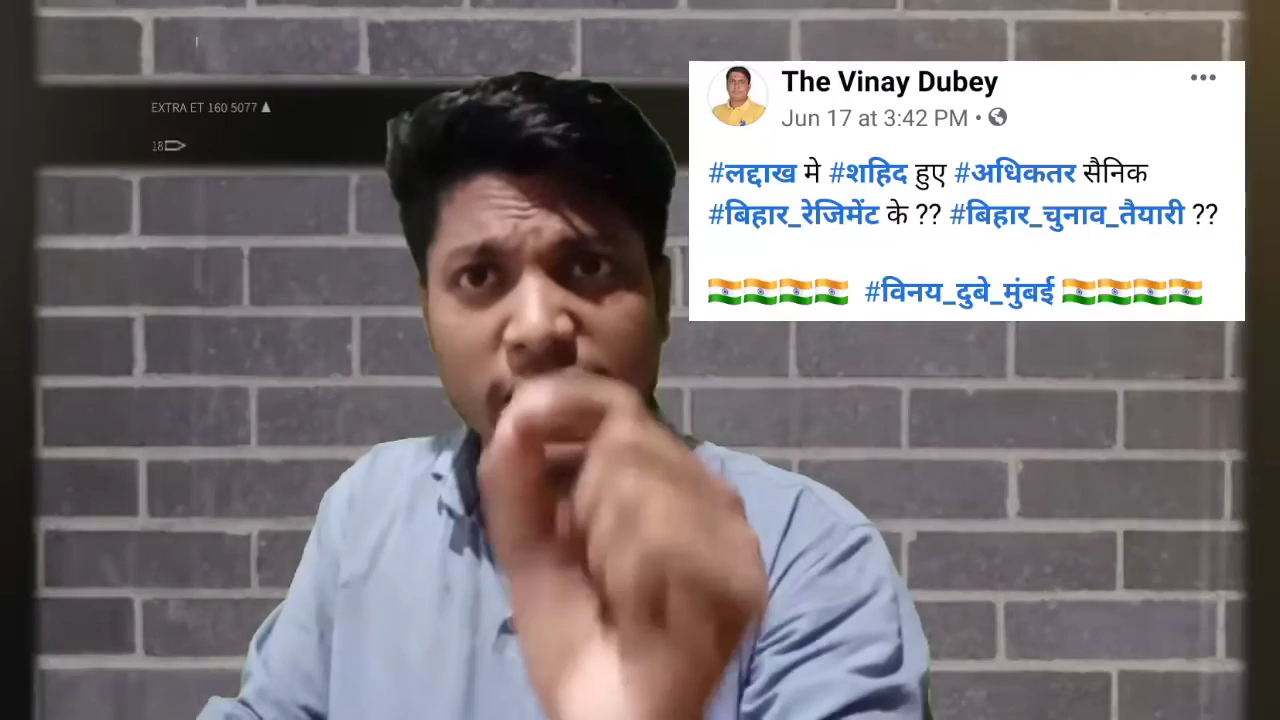 EXTRA ET 160 5077
18
The Vinay Dubey
Jun 17 at 3:42 PM •
#लद्दाख मे #शहिद हुए #अधिकतर सैनिक
#बिहार_रेजिमेंट के ?? #बिहार_चुनाव_तैयारी ??
#विनय_दुबे_मुंबई